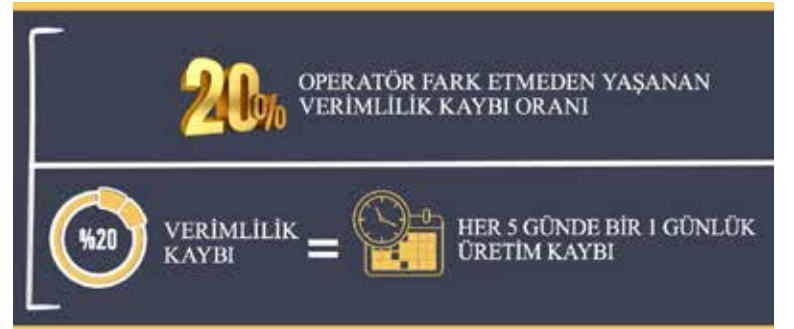 20% OPERATÖR FARK ETMEDEN YAŞANAN
VERİMLİLİK KAYBI ORANI
%20
VERİMLİLİK
KAYBI
=
HER 5 GÜNDE BİR 1 GÜNLÜK
ÜRETİM KAYBI